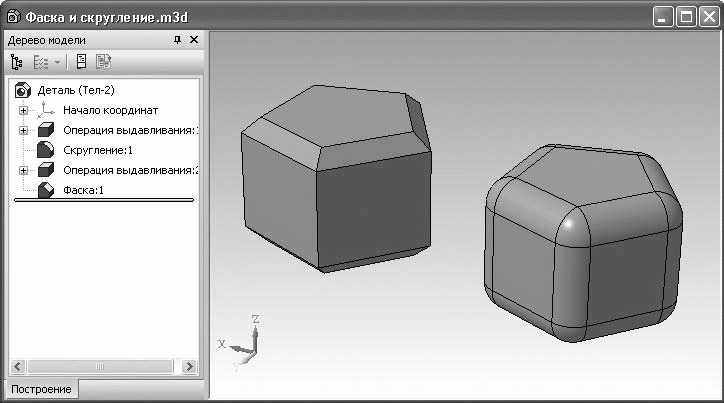 Фаска и скругление.m3d
Дерево модели
Деталь (Тел-2)
Начало координат
Операция выдавливания:1
Скругление:1
Операция выдавливания:2
Фаска:1
Построение
Z
X
Y